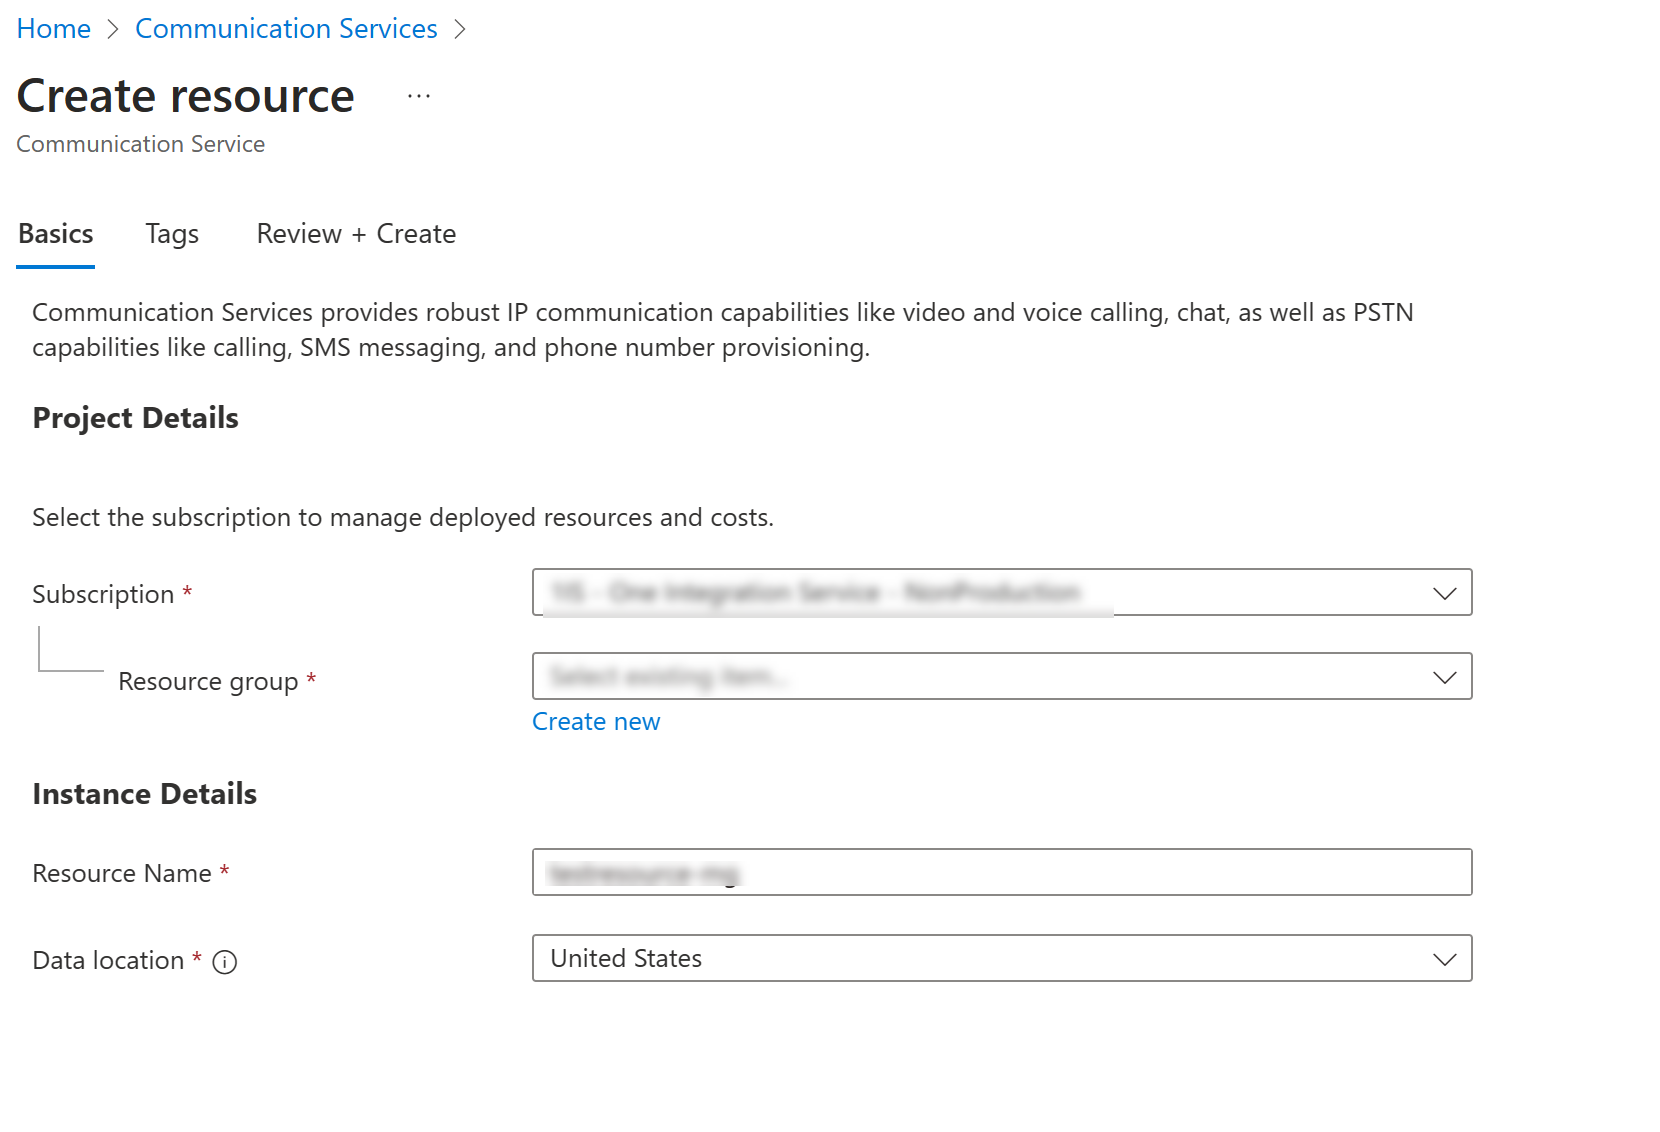 Home > Communication Services >
Create resource ...
Communication Service
Basics Tags Review + Create
Communication Services provides robust IP communication capabilities like video and voice calling, chat, as well as PSTN
capabilities like calling, SMS messaging, and phone number provisioning.
Project Details
Select the subscription to manage deployed resources and costs.
Subscription *
Resource group *
Create new
Instance Details
Resource Name *
Data location * United States